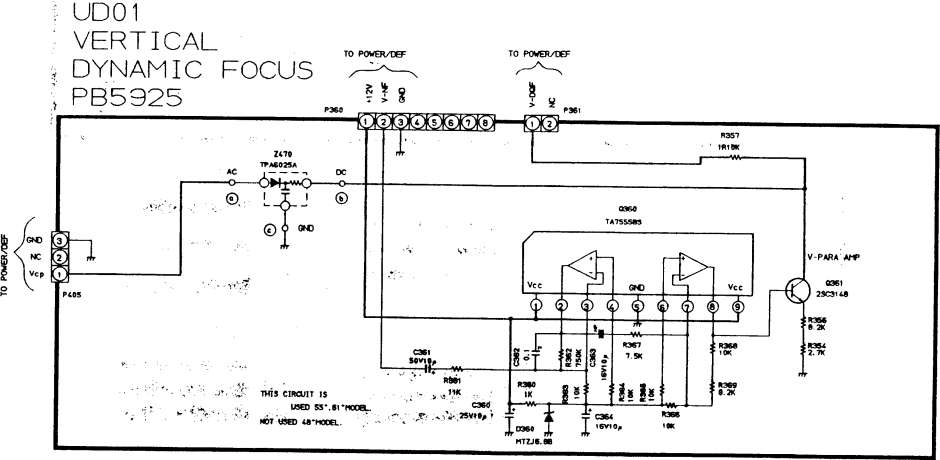 UD01
VERTICAL
DYNAMIC FOCUS
PB5925
TO POWER/DEF
TO POWER/DEF
+12V
V-NF
GND
V-DQF
NC
P360
1 2 3 4 5 6 7 8
1 2
P361
R357
1R18K
Z470
TPA6025A
AC
DC
a
b
c
GND
Q360
TA75558S
TO POWER/DEF
GND
3
NC
2
Vcp
1
P405
Vcc
GND
Vcc
1 2 3 4 5 6 7 8 9
V-PARA AMP
Q361
2SC3148
R356
8.2K
R354
2.7K
C361
50V10μ
R361
11K
C362
0.1
R362
750K
C363
16V10μ
R367
7.5K
R368
10K
R369
8.2K
R360
1K
R363
10K
R364
10K
R365
10K
R366
10K
C360
25V10μ
D360
MTZJ6.8B
C364
16V10μ
THIS CIRCUIT IS
USED 55",61"MODEL.
NOT USED 48"MODEL.